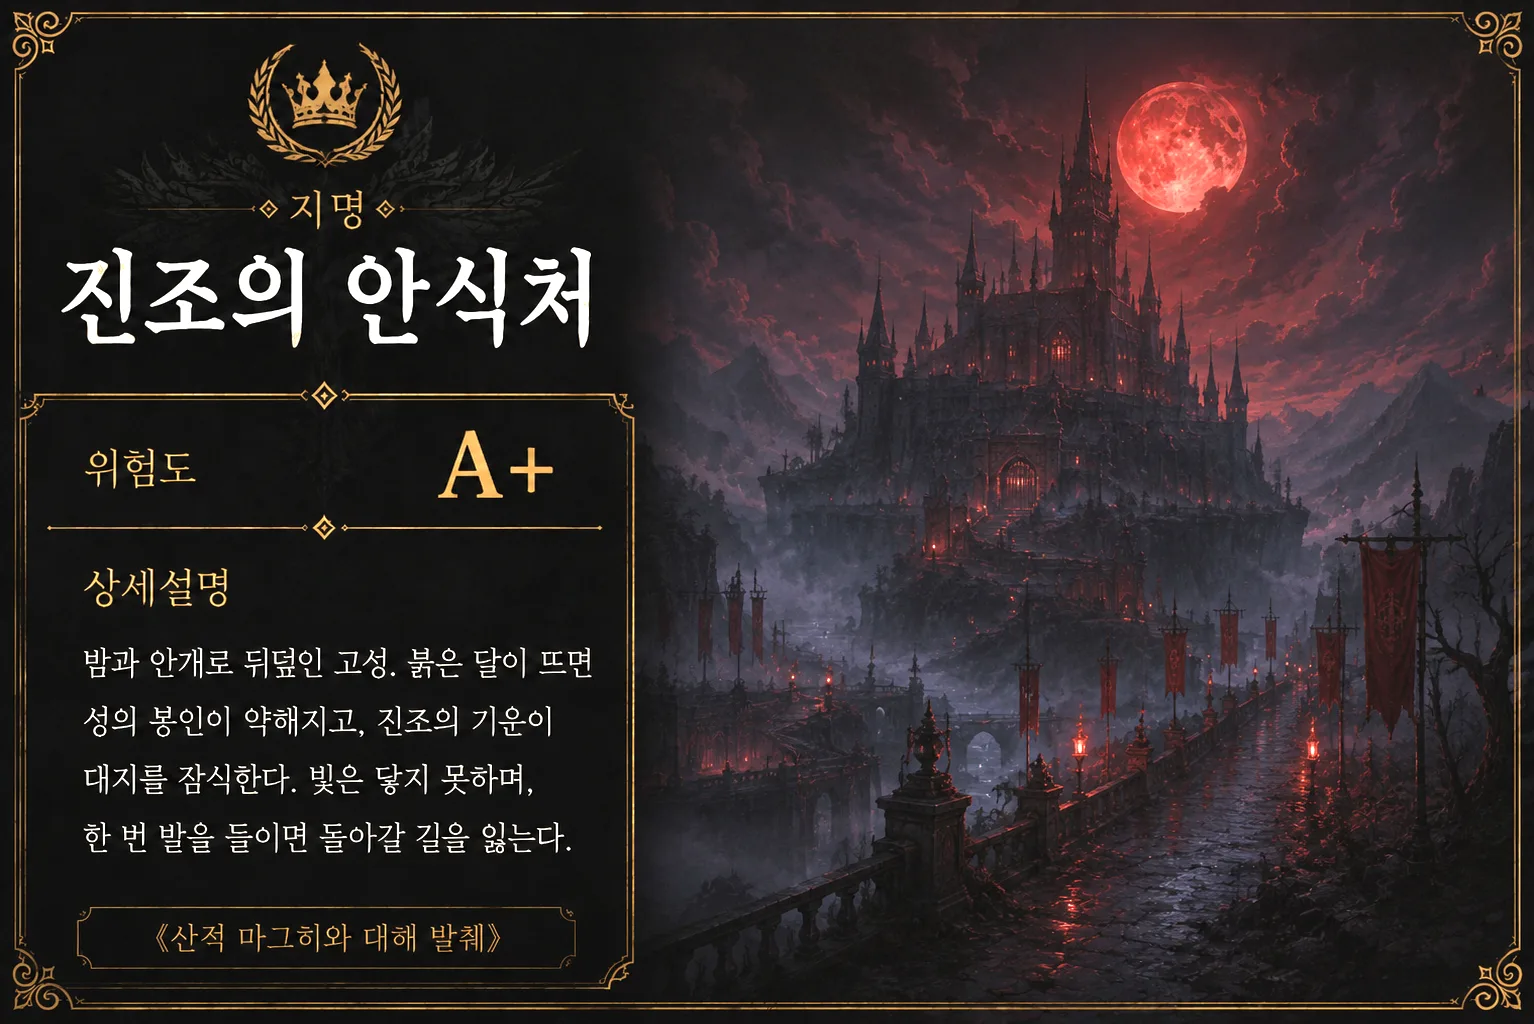 지명
진조의 안식처
위험도
A+
상세설명
밤과 안개로 뒤덮인 고성. 붉은 달이 뜨면
성의 봉인이 약해지고, 진조의 기운이
대지를 잠식한다. 빛은 닿지 못하며,
한 번 발을 들이면 돌아갈 길을 잃는다.
《산적 마그히와 대해 발췌》